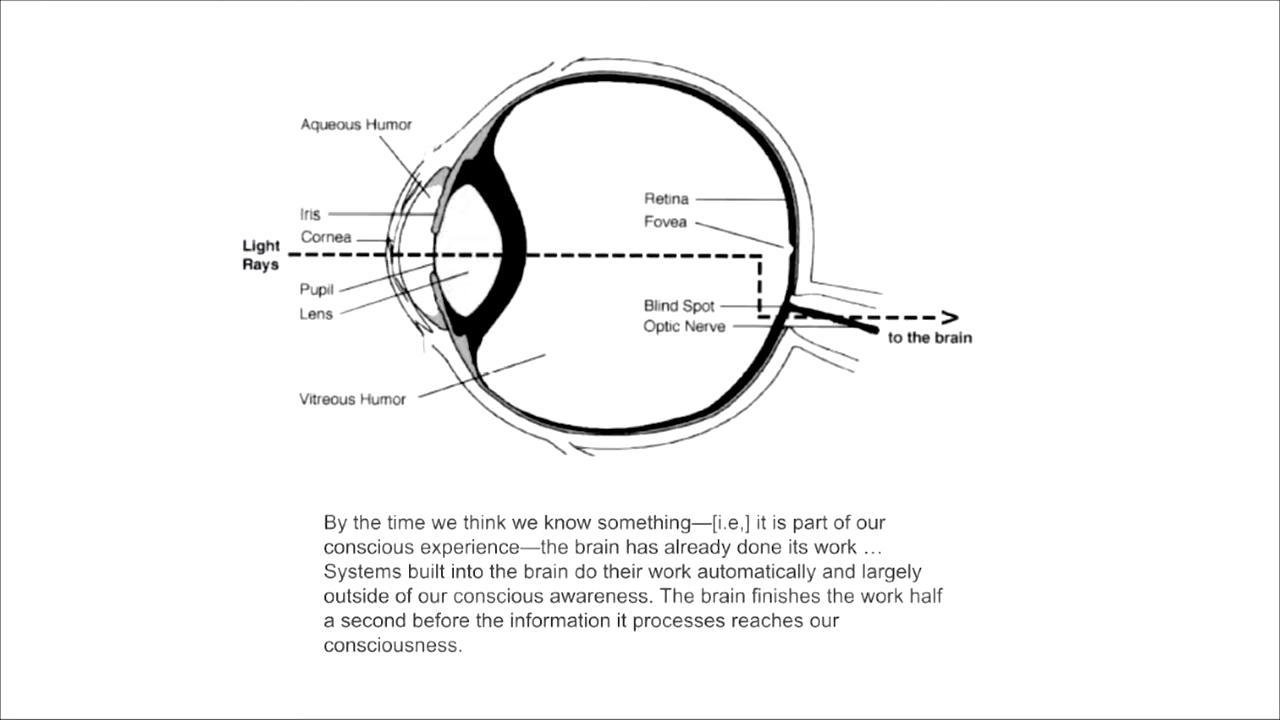 Aqueous Humor
Iris
Cornea
Light
Rays
Pupil
Lens
Vitreous Humor
Retina
Fovea
Blind Spot
Optic Nerve
to the brain
By the time we think we know something—[i.e,] it is part of our
conscious experience—the brain has already done its work …
Systems built into the brain do their work automatically and largely
outside of our conscious awareness. The brain finishes the work half
a second before the information it processes reaches our
consciousness.